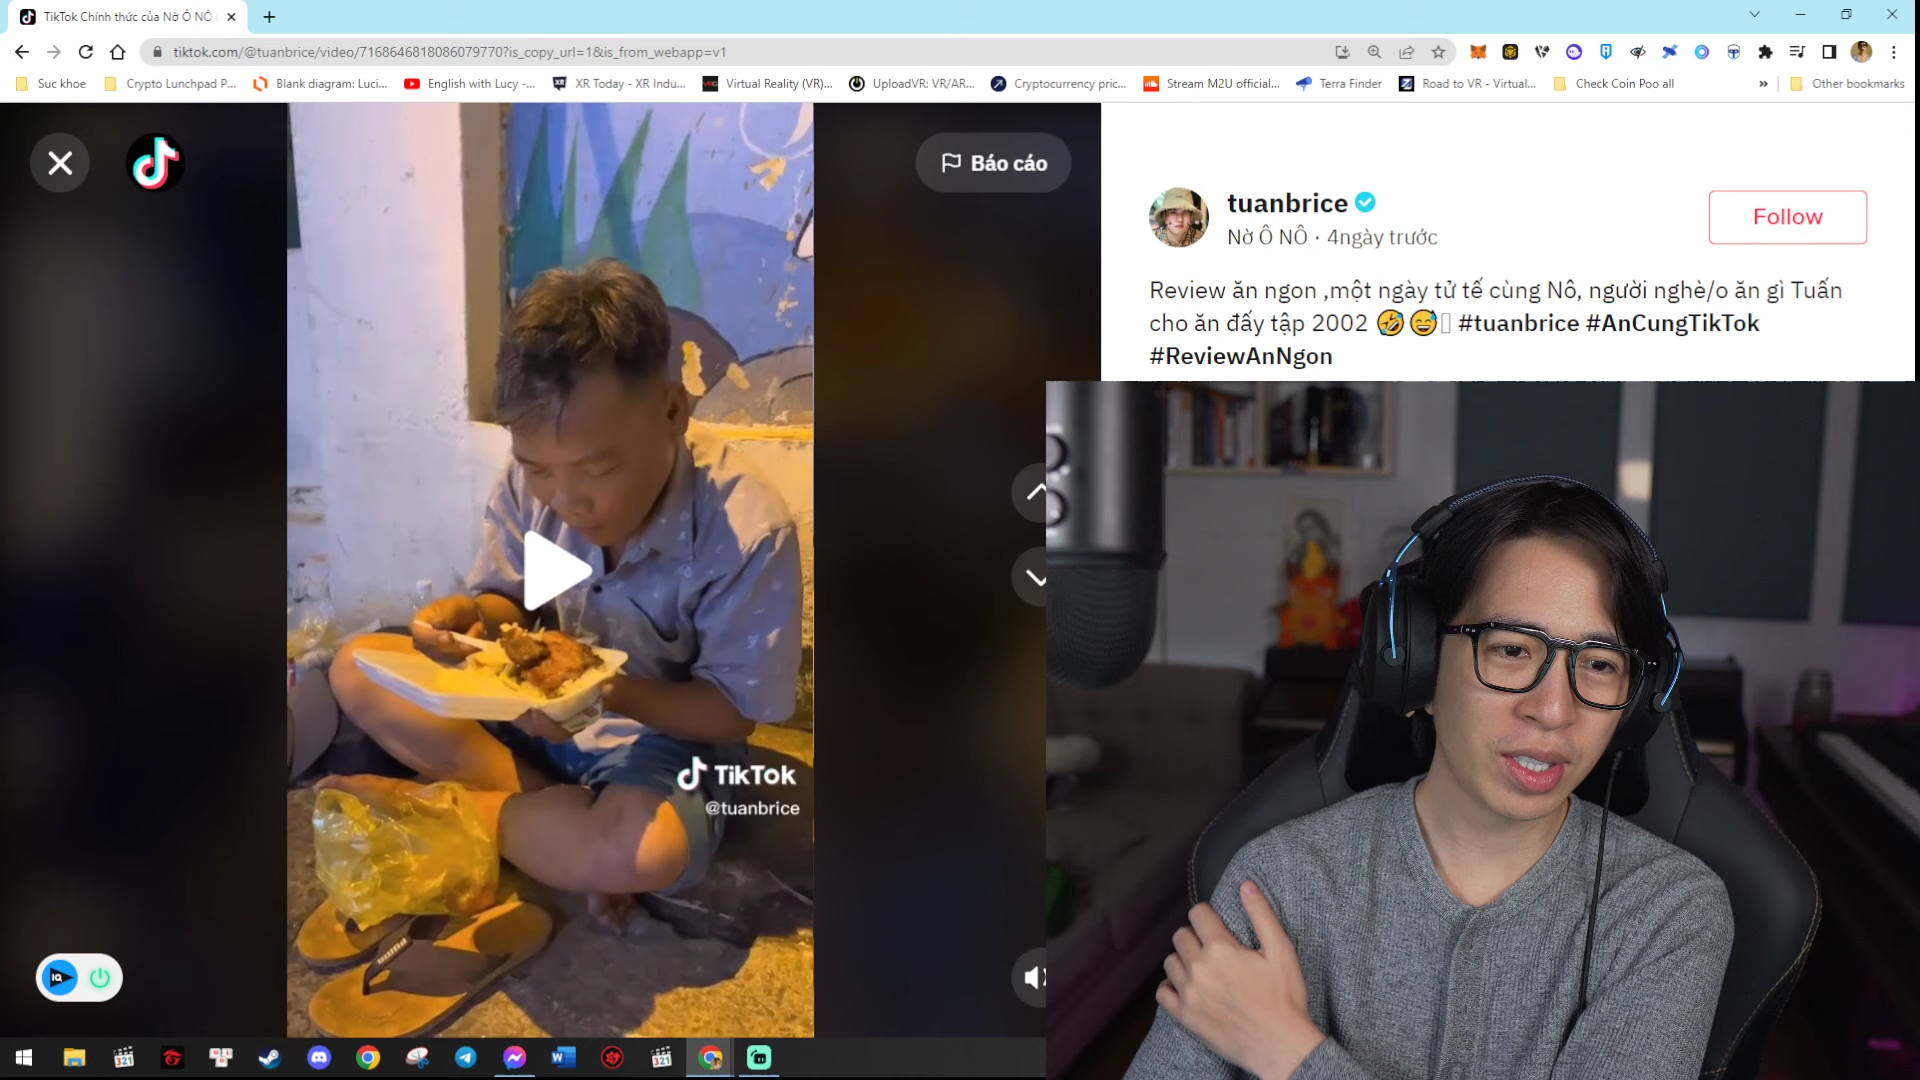 TikTok Chính thức của Nờ Ô NÔ
tiktok.com/@tuanbrice/video/7168646818086079770?is_copy_url=1&is_from_webapp=v1
Suc khoe
Crypto Lunchpad P...
Blank diagram: Luci...
English with Lucy -...
XR Today - XR Indu...
Virtual Reality (VR)...
UploadVR: VR/AR...
Cryptocurrency pric...
Stream M2U official...
Terra Finder
Road to VR - Virtual...
Check Coin Poo all
»
Other bookmarks
Báo cáo
tuanbrice
Follow
Nờ Ô NÔ · 4ngày trước
Review ăn ngon ,một ngày tử tế cùng Nô, người nghè/o ăn gì Tuấn
cho ăn đấy tập 2002 🤣😅 #tuanbrice #AnCungTikTok
#ReviewAnNgon
TikTok
@tuanbrice
IQ
321
321